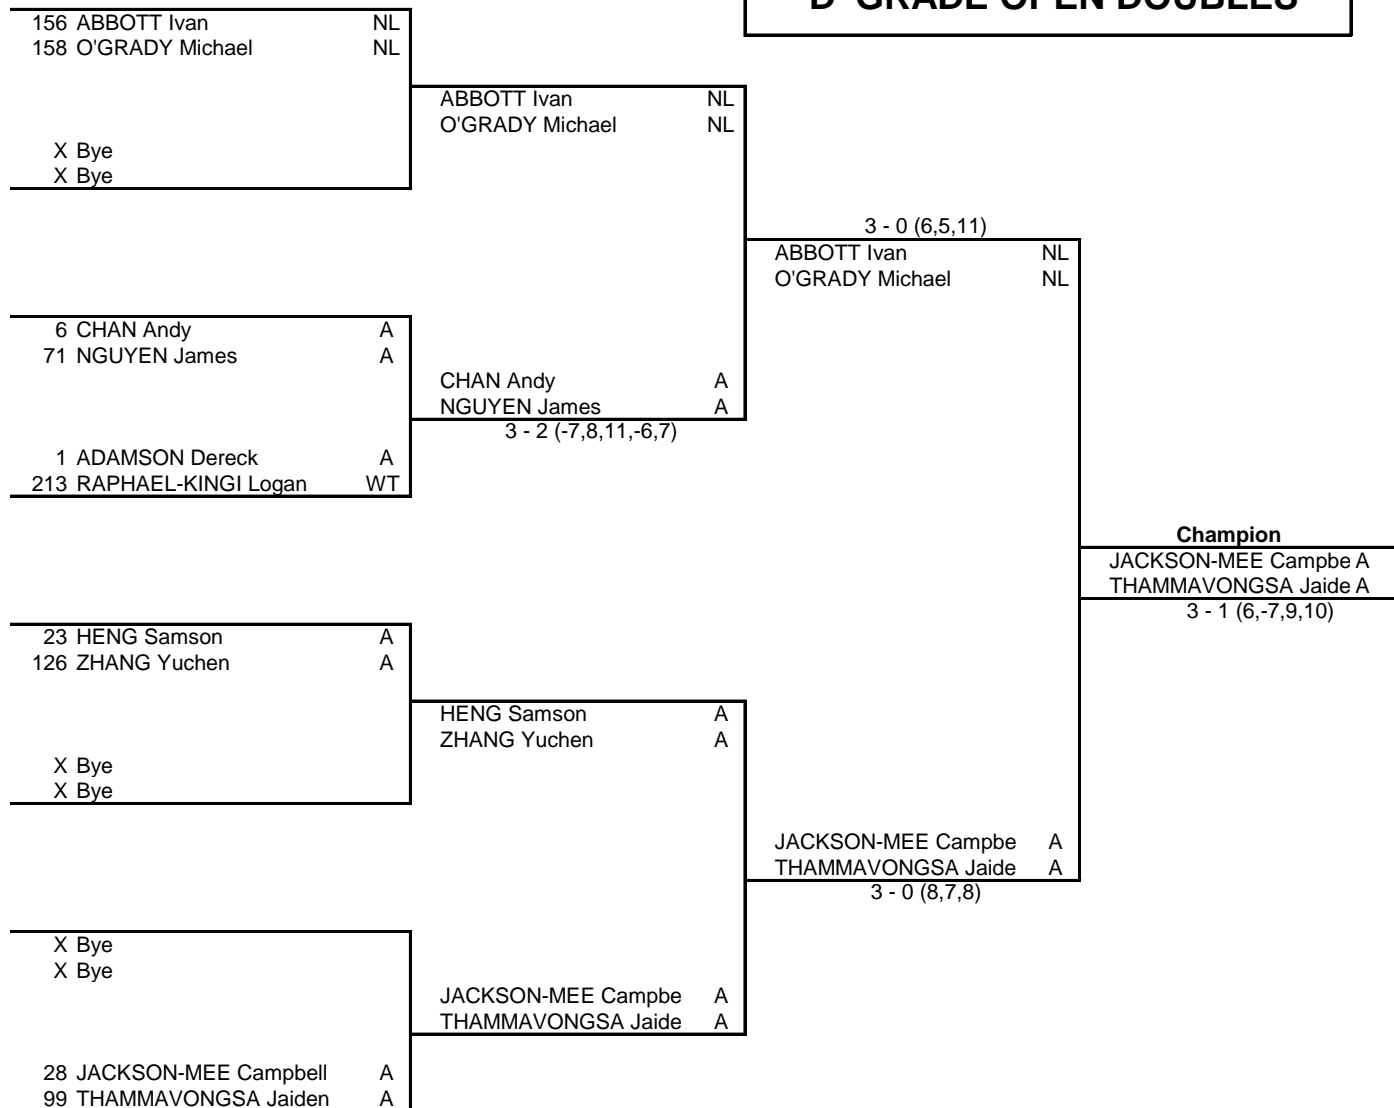 D GRADE OPEN DOUBLES
156 ABBOTT Ivan NL
158 O'GRADY Michael NL
ABBOTT Ivan NL
O'GRADY Michael NL
X Bye
X Bye
3 - 0 (6,5,11)
ABBOTT Ivan NL
O'GRADY Michael NL
6 CHAN Andy A
71 NGUYEN James A
CHAN Andy A
NGUYEN James A
3 - 2 (-7,8,11,-6,7)
1 ADAMSON Dereck A
213 RAPHAEL-KINGI Logan WT
Champion
JACKSON-MEE Campbe A
THAMMAVONGSA Jaide A
3 - 1 (6,-7,9,10)
23 HENG Samson A
126 ZHANG Yuchen A
HENG Samson A
ZHANG Yuchen A
X Bye
X Bye
JACKSON-MEE Campbe A
THAMMAVONGSA Jaide A
3 - 0 (8,7,8)
X Bye
X Bye
JACKSON-MEE Campbe A
THAMMAVONGSA Jaide A
28 JACKSON-MEE Campbell A
99 THAMMAVONGSA Jaiden A